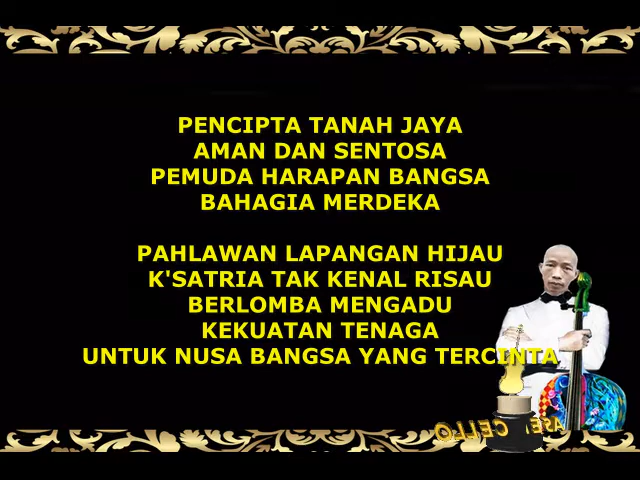 PENCIPTA TANAH JAYA
AMAN DAN SENTOSA
PEMUDA HARAPAN BANGSA
BAHAGIA MERDEKA
PAHLAWAN LAPANGAN HIJAU
K'SATRIA TAK KENAL RISAU
BERLOMBA MENGADU
KEKUATAN TENAGA
UNTUK NUSA BANGSA YANG TERCINTA
CELLO